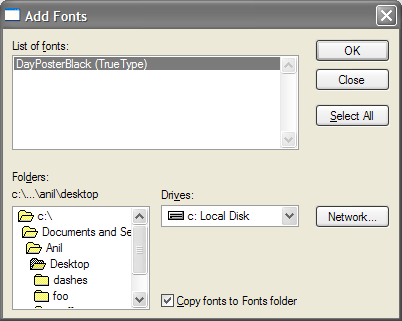 Add Fonts
List of fonts:
DayPosterBlack (TrueType)
OK
Close
Select All
Folders:
c:\...\anil\desktop
c:\
Documents and Se
Anil
Desktop
dashes
foo
Drives:
c: Local Disk
Network...
Copy fonts to Fonts folder